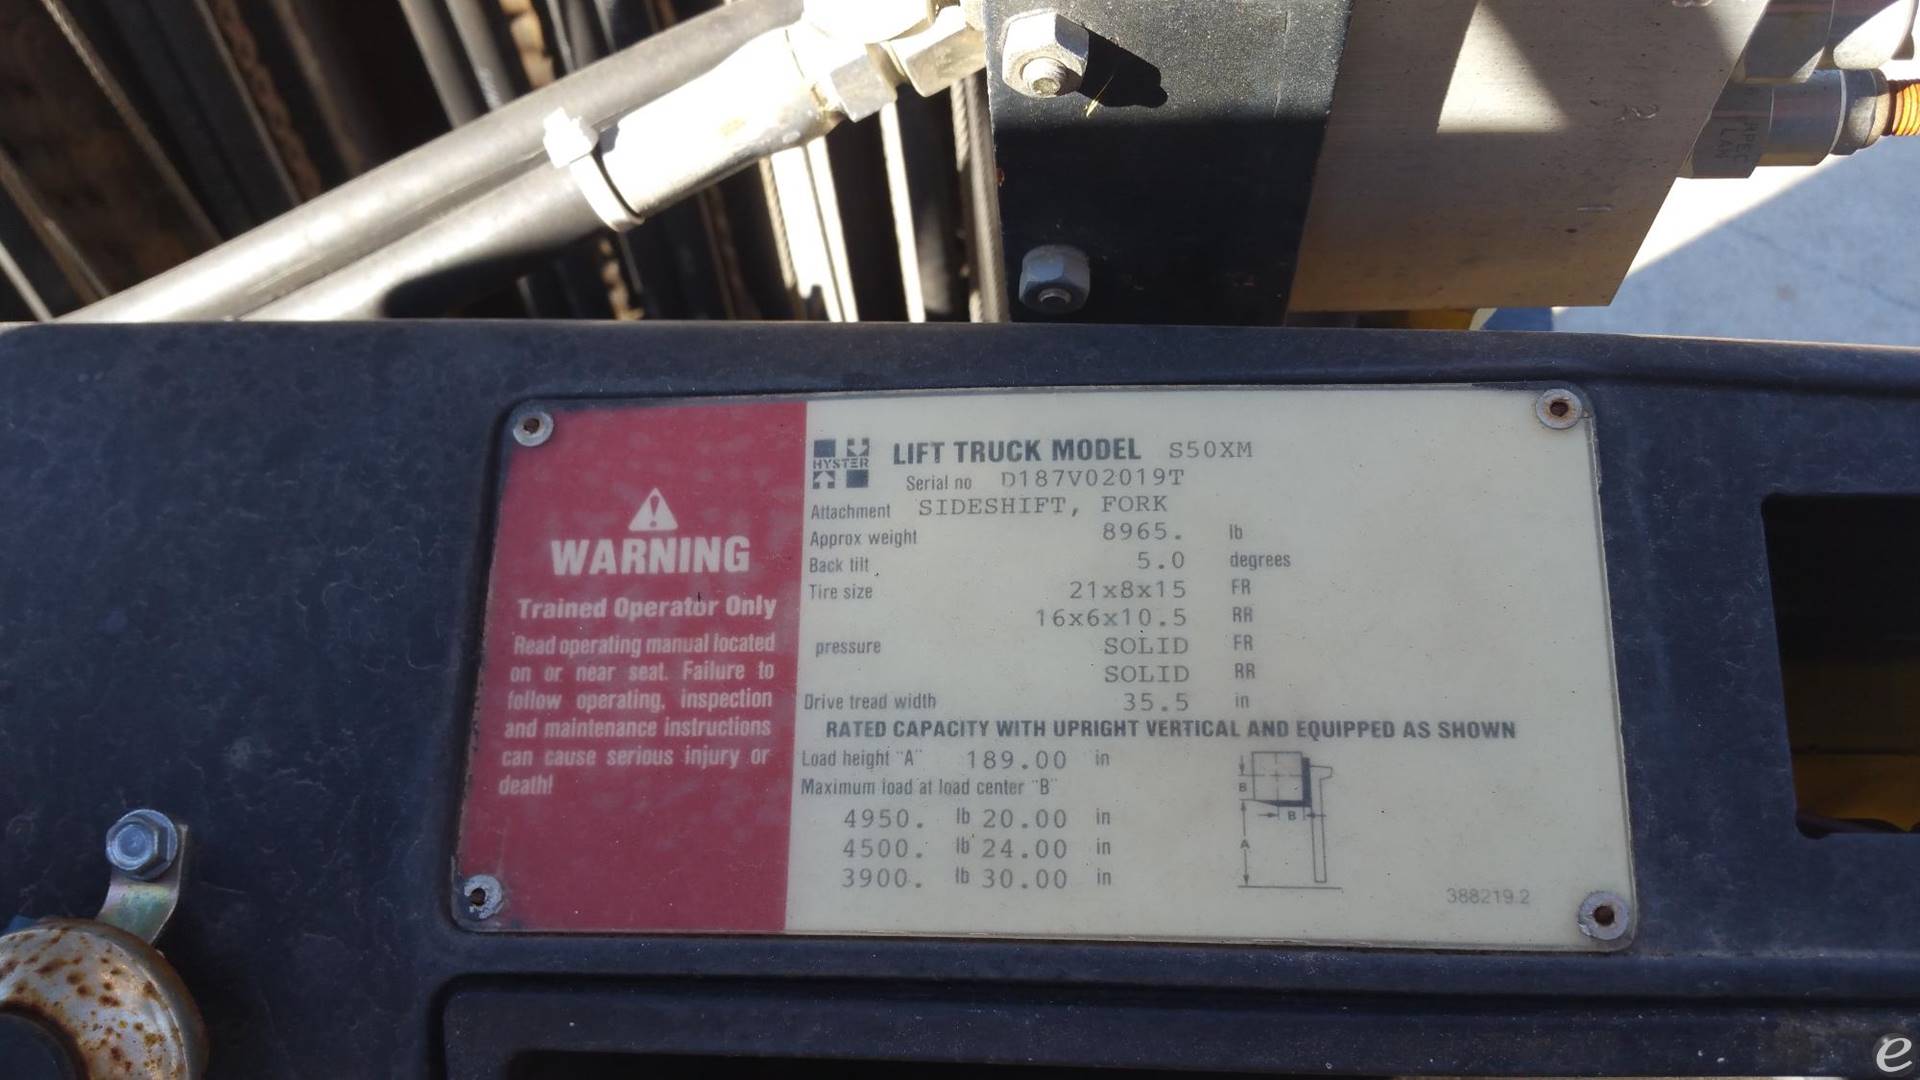 WARNING
Trained Operator Only
Read operating manual located
on or near seat. Failure to
follow operating, inspection
and maintenance instructions
can cause serious injury or
death!
HYSTER
LIFT TRUCK MODEL S50XM
Serial no D187V02019T
Attachment SIDESHIFT, FORK
Approx weight 8965. lb
Back tilt 5.0 degrees
Tire size 21x8x15 FR
16x6x10.5 RR
pressure SOLID FR
SOLID RR
Drive tread width 35.5 in
RATED CAPACITY WITH UPRIGHT VERTICAL AND EQUIPPED AS SHOWN
Load height "A" 189.00 in
Maximum load at load center "B"
4950. lb 20.00 in
4500. lb 24.00 in
3900. lb 30.00 in
B
B
A
388219.2
e